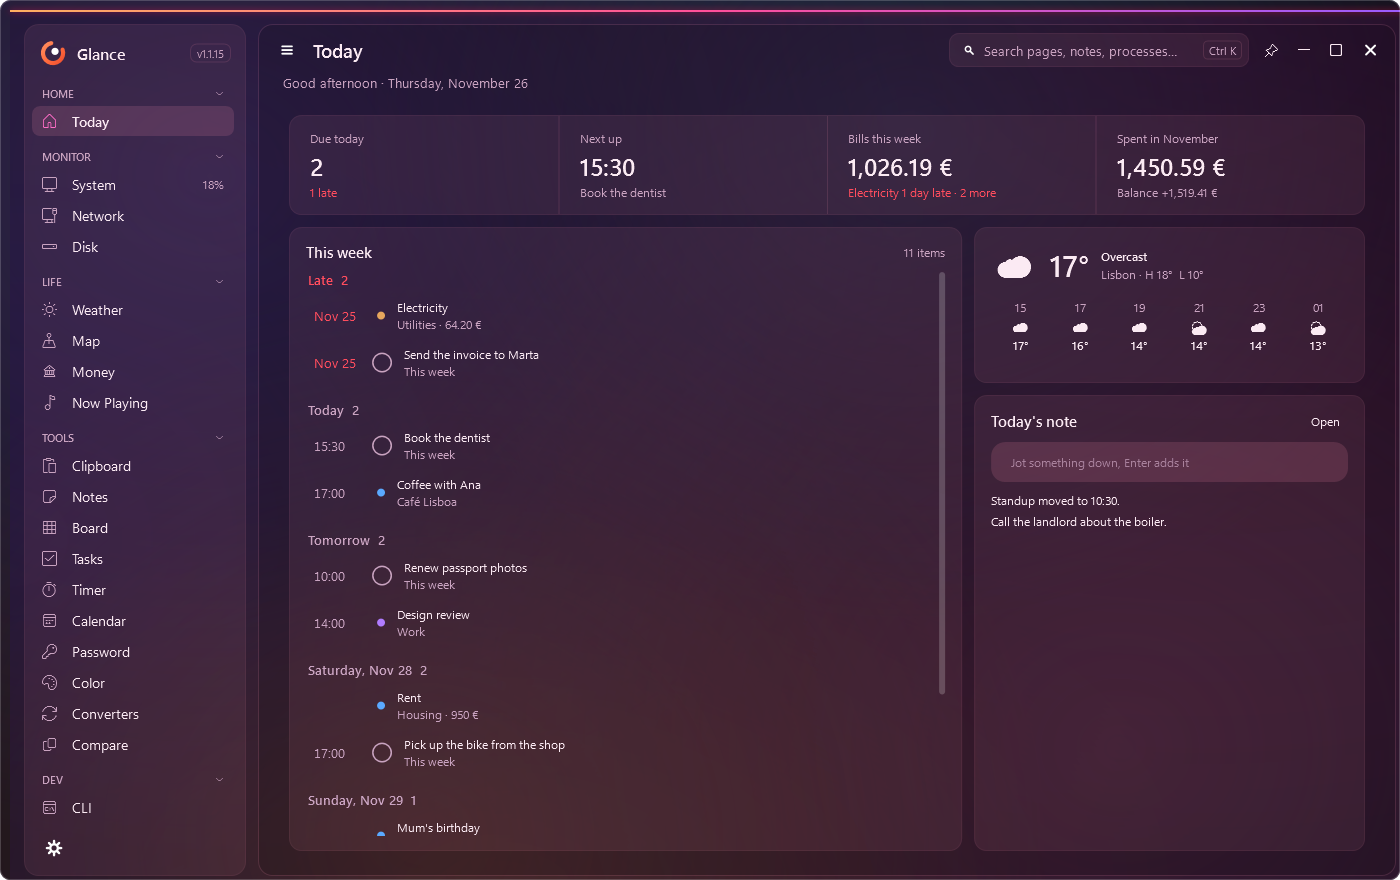 Glance
v1.1.15
HOME
Today
MONITOR
System 18%
Network
Disk
LIFE
Weather
Map
Money
Now Playing
TOOLS
Clipboard
Notes
Board
Tasks
Timer
Calendar
Password
Color
Converters
Compare
DEV
CLI
Today
Search pages, notes, processes... Ctrl K
Good afternoon · Thursday, November 26
Due today
2
1 late
Next up
15:30
Book the dentist
Bills this week
1,026.19 €
Electricity 1 day late · 2 more
Spent in November
1,450.59 €
Balance +1,519.41 €
This week 11 items
Late 2
Nov 25 Electricity
Utilities · 64.20 €
Nov 25 Send the invoice to Marta
This week
Today 2
15:30 Book the dentist
This week
17:00 Coffee with Ana
Café Lisboa
Tomorrow 2
10:00 Renew passport photos
This week
14:00 Design review
Work
Saturday, Nov 28 2
Rent
Housing · 950 €
17:00 Pick up the bike from the shop
This week
Sunday, Nov 29 1
Mum's birthday
17° Overcast
Lisbon · H 18° L 10°
15 17 19 21 23 01
17° 16° 14° 14° 14° 13°
Today's note Open
Jot something down, Enter adds it
Standup moved to 10:30.
Call the landlord about the boiler.